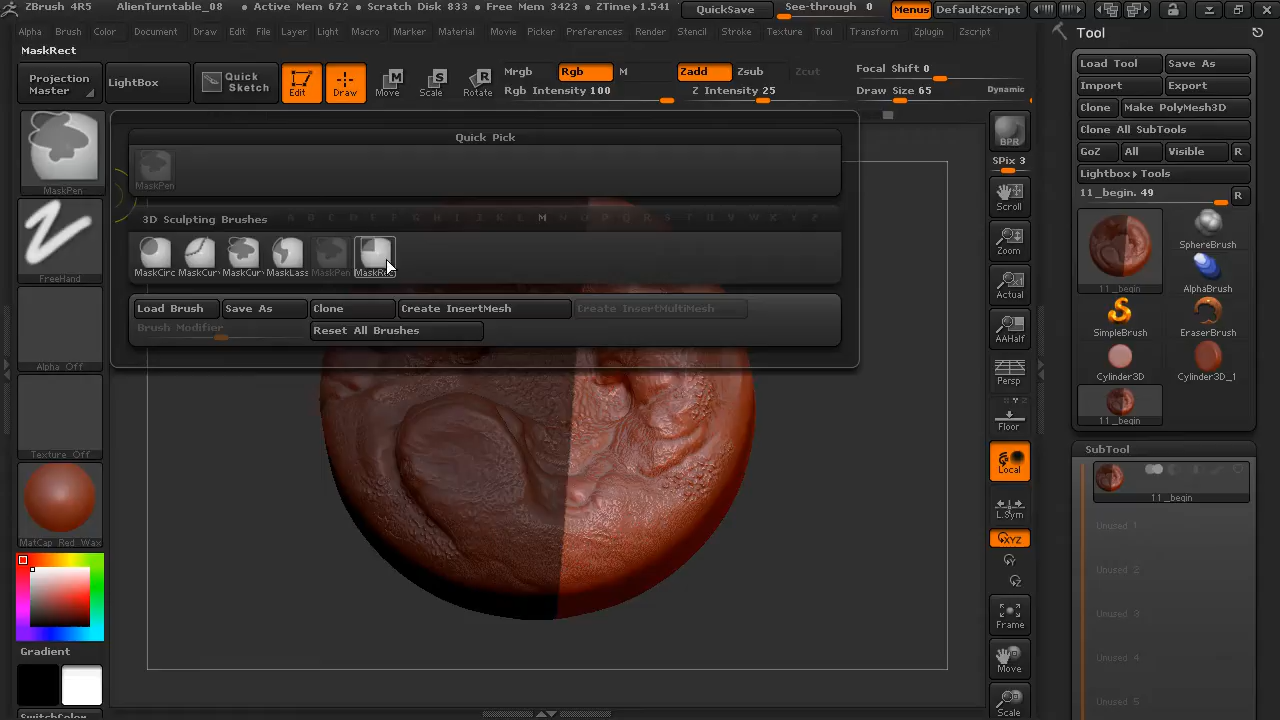 ZBrush 4R5 AlienTurntable_08 • Active Mem 672 • Scratch Disk 833 • Free Mem 3423 • ZTime▸1.541 QuickSave See-through 0 Menus DefaultZScript
Alpha Brush Color Document Draw Edit File Layer Light Macro Marker Material Movie Picker Preferences Render Stencil Stroke Texture Tool Transform Zplugin Zscript
MaskRect
Projection Master
LightBox
Quick Sketch
Edit
Draw
Move
Scale
Rotate
Mrgb Rgb M
Rgb Intensity 100
Zadd Zsub Zcut
Z Intensity 25
Focal Shift 0
Draw Size 65
Dynamic
MaskPen
FreeHand
Alpha Off
Texture Off
MatCap Red Wax
Gradient
SwitchColor
Quick Pick
MaskPen
3D Sculpting Brushes
M
MaskCirc MaskCurv MaskCurv MaskLass MaskPen MaskRec
Load Brush Save As Clone Create InsertMesh Create InsertMultiMesh
Brush Modifier Reset All Brushes
BPR
SPix 3
Scroll
Zoom
Actual
AAHalf
Persp
Floor
Local
L.Sym
XYZ
Y
Z
Frame
Move
Scale
Tool
Load Tool Save As
Import Export
Clone Make PolyMesh3D
Clone All SubTools
GoZ All Visible R
Lightbox▸Tools
11_begin. 49 R
11_begin
SphereBrush
AlphaBrush
SimpleBrush EraserBrush
Cylinder3D Cylinder3D_1
11_begin
SubTool
11_begin
Unused 1
Unused 2
Unused 3
Unused 4
Unused 5